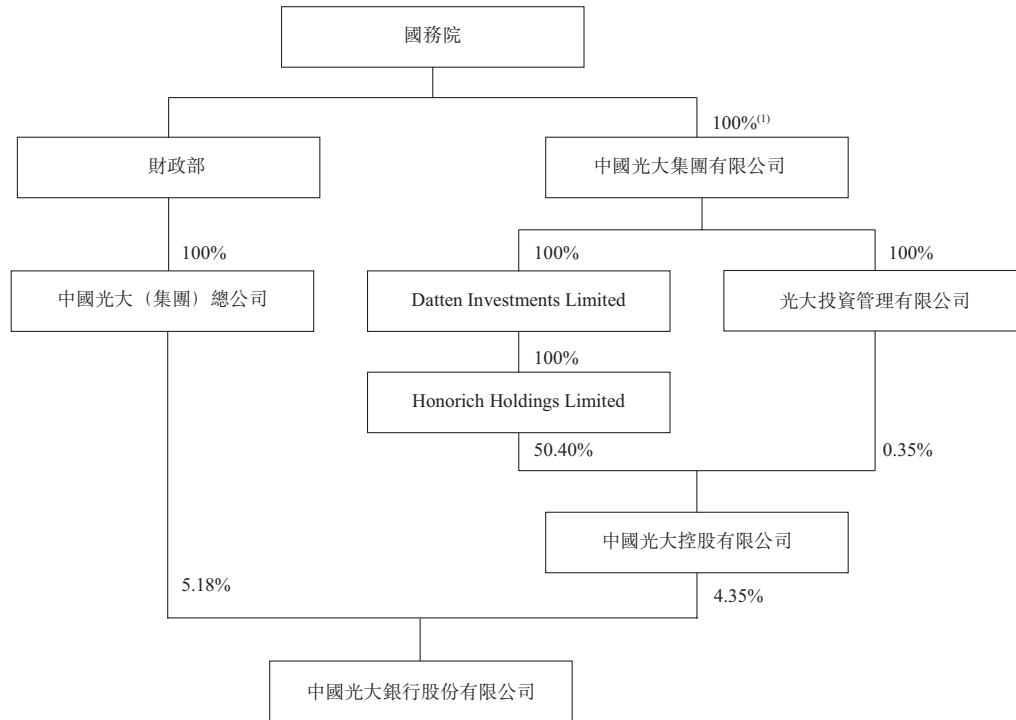 國務院
100%(1)
財政部
中國光大集團有限公司
100%
100%
100%
中國光大（集團）總公司
Datten Investments Limited
光大投資管理有限公司
100%
Honorich Holdings Limited
50.40%
0.35%
中國光大控股有限公司
5.18%
4.35%
中國光大銀行股份有限公司